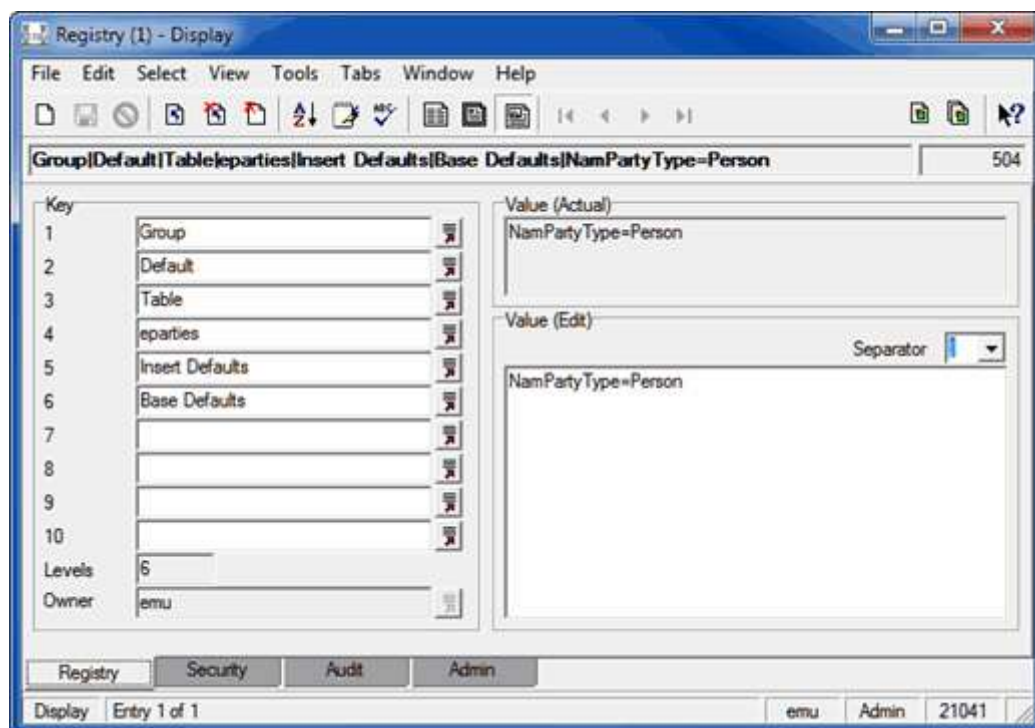 Registry (1) - Display
File Edit Select View Tools Tabs Window Help
Group|Default|Table|eparties|Insert Defaults|Base Defaults|NamPartyType=Person 504
Key
1 Group
2 Default
3 Table
4 eparties
5 Insert Defaults
6 Base Defaults
7
8
9
10
Levels 6
Owner emu
Value (Actual)
NamPartyType=Person
Value (Edit)
Separator
NamPartyType=Person
Registry Security Audit Admin
Display Entry 1 of 1 emu Admin 21041